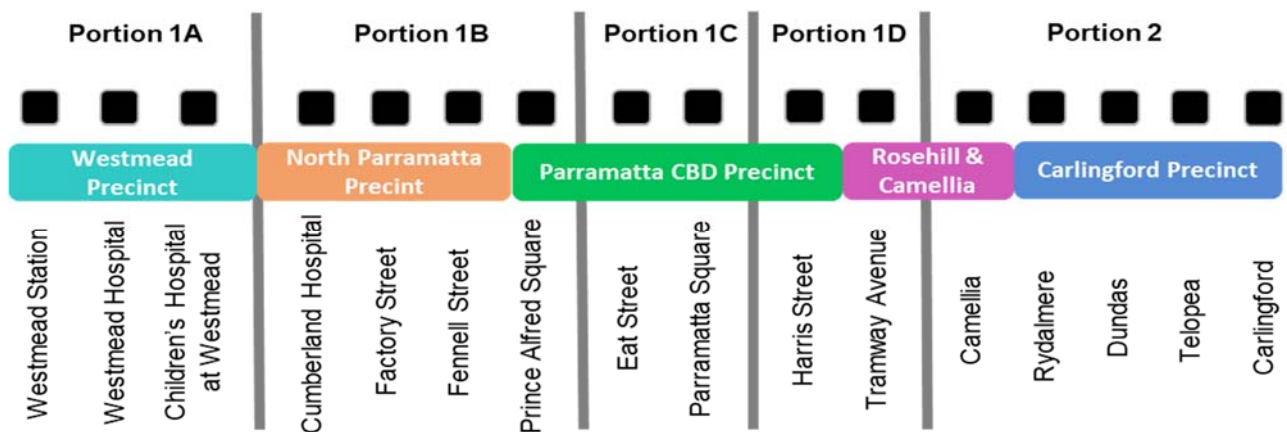 Portion 1A
Portion 1B
Portion 1C
Portion 1D
Portion 2
Westmead
Precinct
North Parramatta
Precint
Parramatta CBD Precinct
Rosehill &
Camellia
Carlingford Precinct
Westmead Station
Westmead Hospital
Children's Hospital
at Westmead
Cumberland Hospital
Factory Street
Fennell Street
Prince Alfred Square
Eat Street
Parramatta Square
Harris Street
Tramway Avenue
Camellia
Rydalmere
Dundas
Telopea
Carlingford